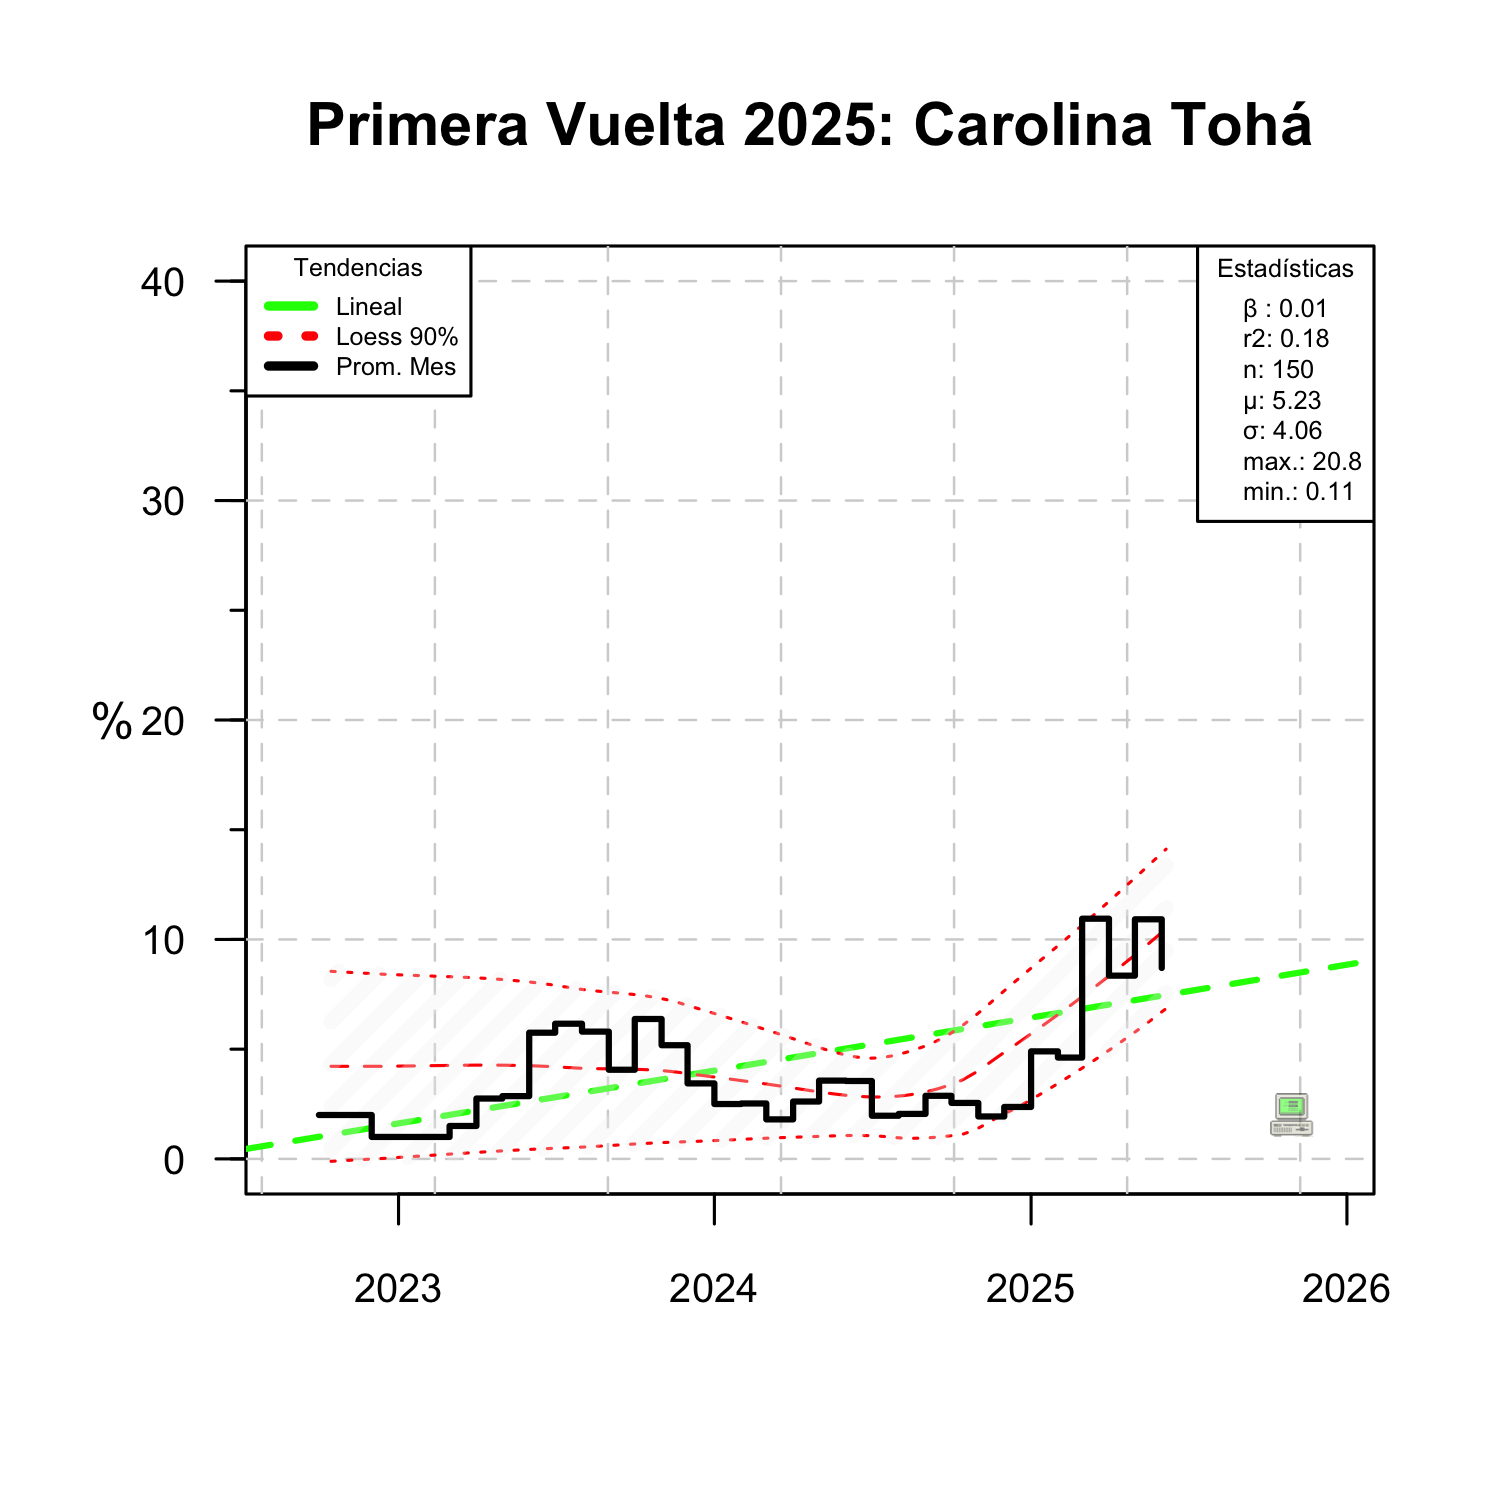 Primera Vuelta 2025: Carolina Tohá
Tendencias
Lineal
Loess 90%
Prom. Mes
Estadísticas
β : 0.01
r2: 0.18
n: 150
μ: 5.23
σ: 4.06
max.: 20.8
min.: 0.11
40
30
% 20
10
0
2023 2024 2025 2026